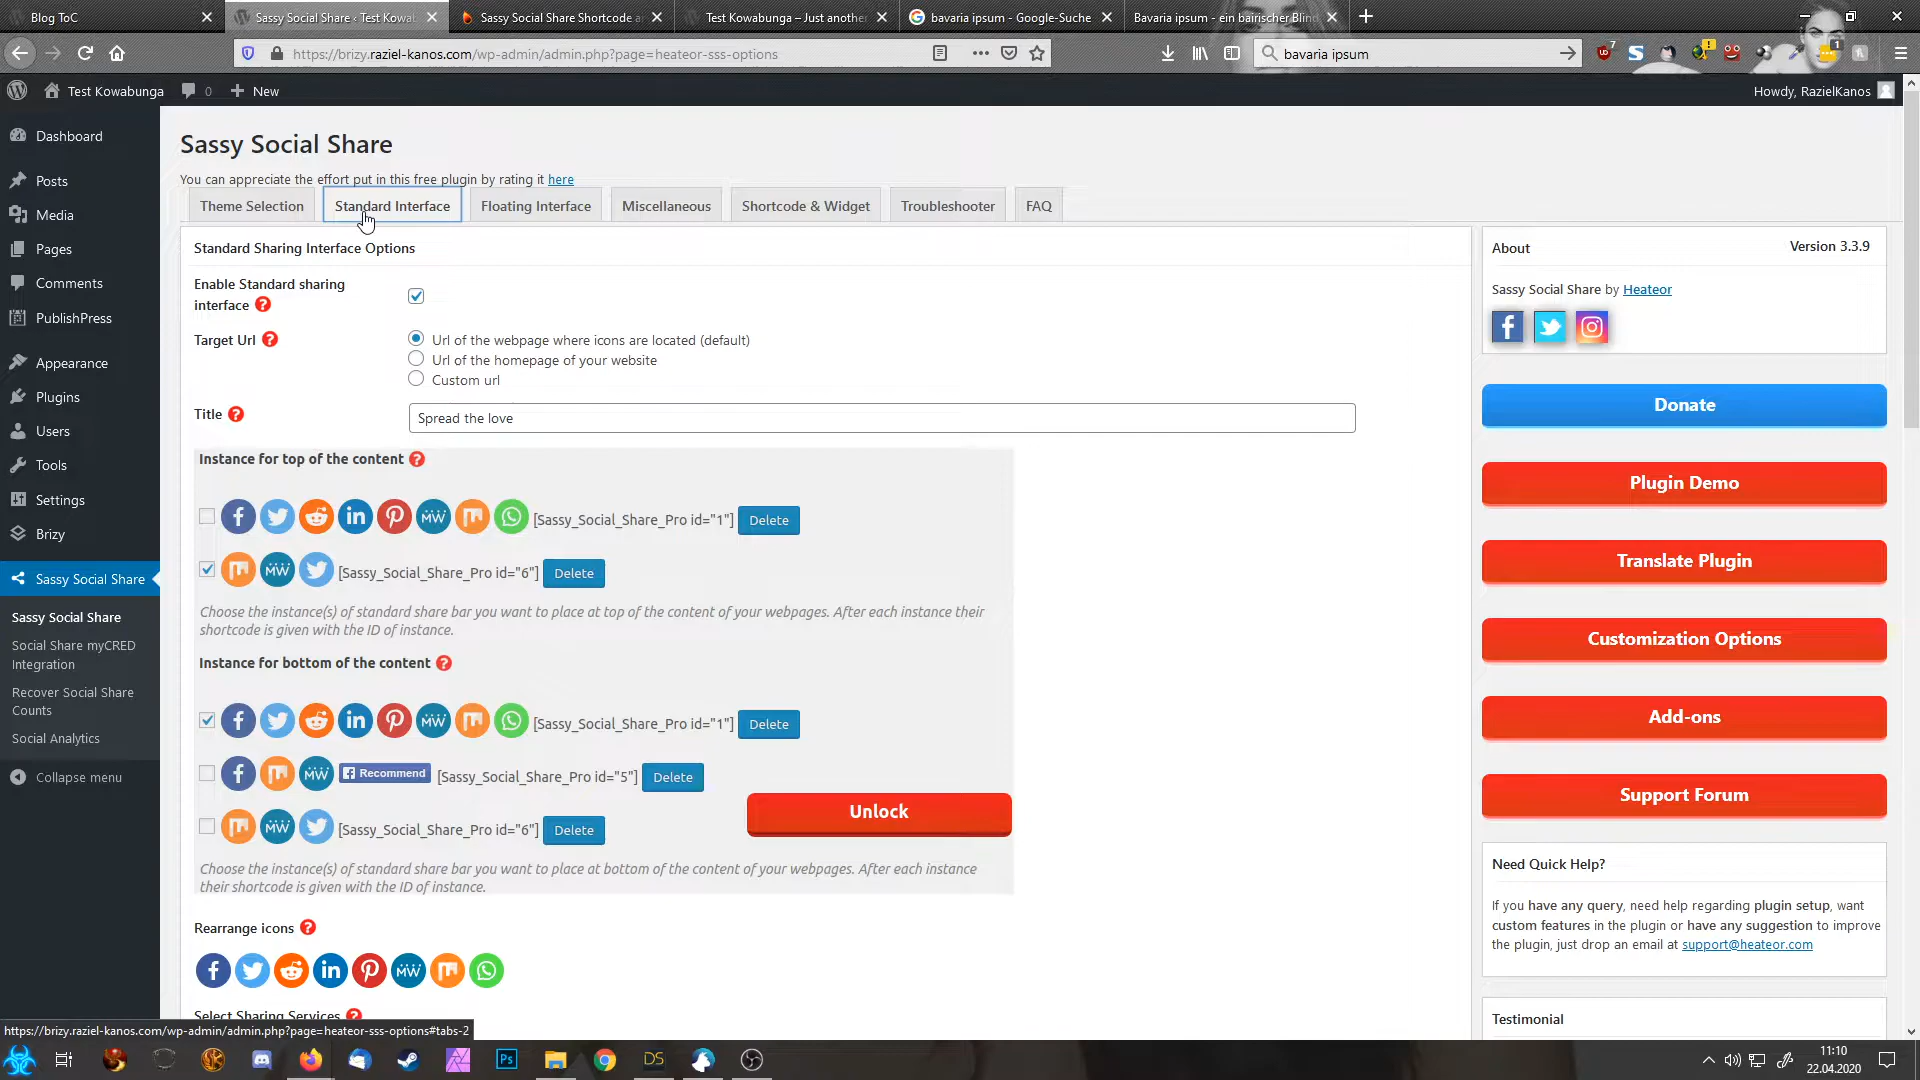 Blog ToC
Sassy Social Share ‹ Test Kowab
Sassy Social Share Shortcode a
Test Kowabunga – Just another
bavaria ipsum - Google-Suche
Bavaria ipsum - ein bairischer Blind
https://brizy.raziel-kanos.com/wp-admin/admin.php?page=heateor-sss-options
bavaria ipsum
Test Kowabunga
0
New
Howdy, RazielKanos
Dashboard
Posts
Media
Pages
Comments
PublishPress
Appearance
Plugins
Users
Tools
Settings
Brizy
Sassy Social Share
Sassy Social Share
Social Share myCRED
Integration
Recover Social Share
Counts
Social Analytics
Collapse menu
Sassy Social Share
You can appreciate the effort put in this free plugin by rating it here
Theme Selection
Standard Interface
Floating Interface
Miscellaneous
Shortcode & Widget
Troubleshooter
FAQ
Standard Sharing Interface Options
Enable Standard sharing
interface ?
Target Url ?
Url of the webpage where icons are located (default)
Url of the homepage of your website
Custom url
Title ?
Spread the love
Instance for top of the content ?
[Sassy_Social_Share_Pro id="1"] Delete
[Sassy_Social_Share_Pro id="6"] Delete
Choose the instance(s) of standard share bar you want to place at top of the content of your webpages. After each instance their
shortcode is given with the ID of instance.
Instance for bottom of the content ?
[Sassy_Social_Share_Pro id="1"] Delete
Recommend [Sassy_Social_Share_Pro id="5"] Delete
[Sassy_Social_Share_Pro id="6"] Delete
Unlock
Choose the instance(s) of standard share bar you want to place at bottom of the content of your webpages. After each instance
their shortcode is given with the ID of instance.
Rearrange icons ?
Select Sharing Services ?
About
Version 3.3.9
Sassy Social Share by Heateor
Donate
Plugin Demo
Translate Plugin
Customization Options
Add-ons
Support Forum
Need Quick Help?
If you have any query, need help regarding plugin setup, want
custom features in the plugin or have any suggestion to improve
the plugin, just drop an email at support@heateor.com
Testimonial
https://brizy.raziel-kanos.com/wp-admin/admin.php?page=heateor-sss-options#tabs-2
Ps
DS
11:10
22.04.2020